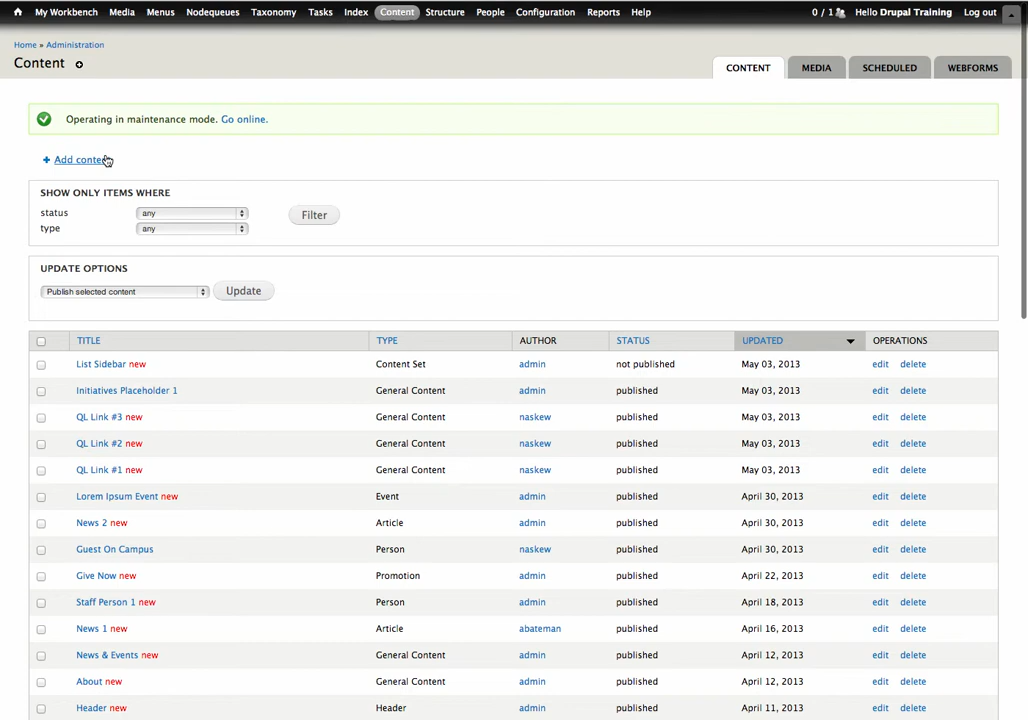 My Workbench Media Menus Nodequeues Taxonomy Tasks Index Content Structure People Configuration Reports Help 0 / 1 Hello Drupal Training Log out
Home » Administration
Content
CONTENT MEDIA SCHEDULED WEBFORMS
Operating in maintenance mode. Go online.
+ Add content
SHOW ONLY ITEMS WHERE
status any Filter
type any
UPDATE OPTIONS
Publish selected content Update
TITLE TYPE AUTHOR STATUS UPDATED OPERATIONS
List Sidebar new Content Set admin not published May 03, 2013 edit delete
Initiatives Placeholder 1 General Content admin published May 03, 2013 edit delete
QL Link #3 new General Content naskew published May 03, 2013 edit delete
QL Link #2 new General Content naskew published May 03, 2013 edit delete
QL Link #1 new General Content naskew published May 03, 2013 edit delete
Lorem Ipsum Event new Event admin published April 30, 2013 edit delete
News 2 new Article admin published April 30, 2013 edit delete
Guest On Campus Person naskew published April 30, 2013 edit delete
Give Now new Promotion admin published April 22, 2013 edit delete
Staff Person 1 new Person admin published April 18, 2013 edit delete
News 1 new Article abateman published April 16, 2013 edit delete
News & Events new General Content admin published April 12, 2013 edit delete
About new General Content admin published April 12, 2013 edit delete
Header new Header admin published April 11, 2013 edit delete